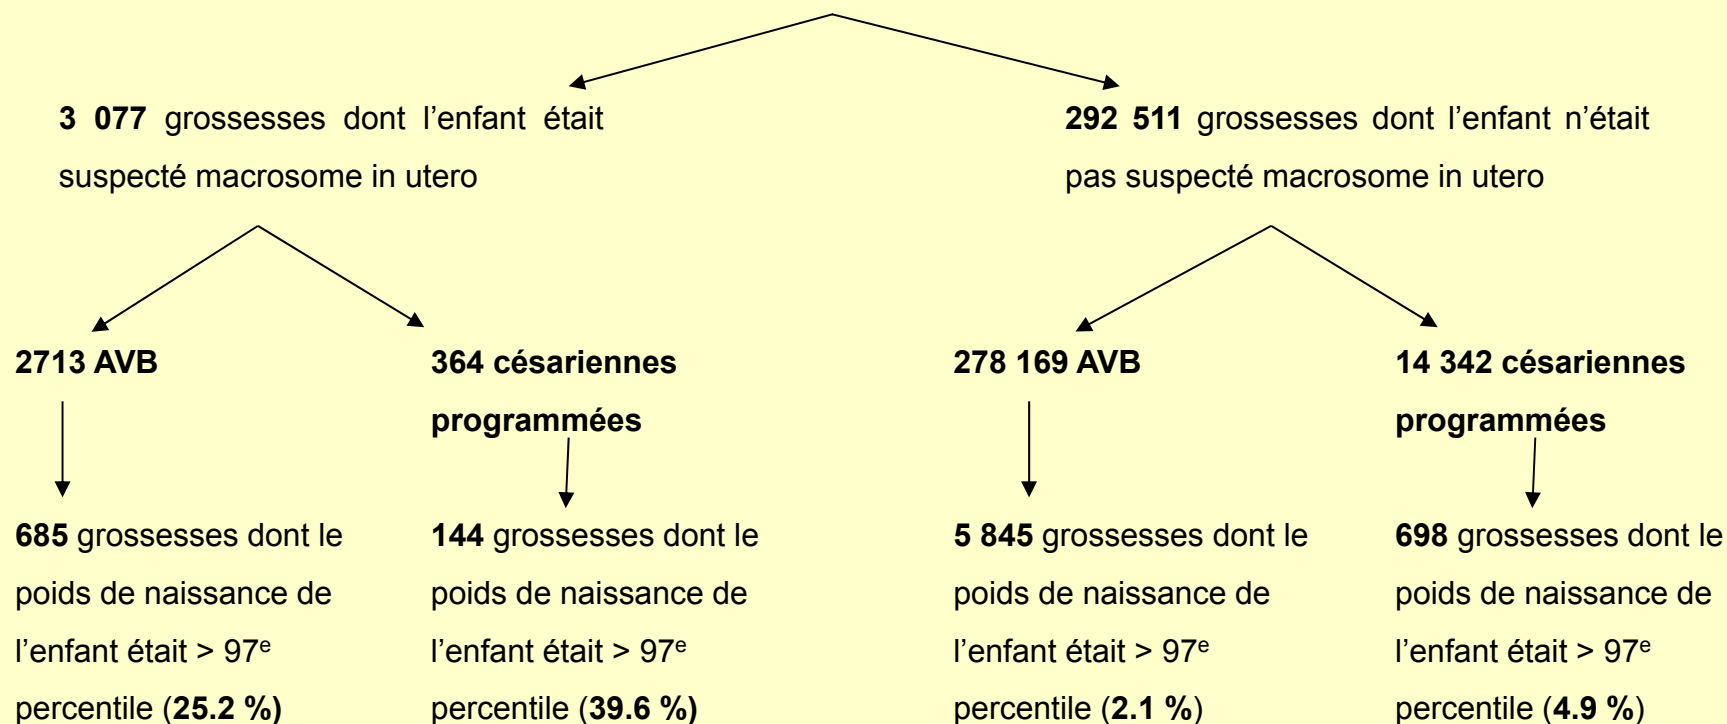 3 077 grossesses dont l’enfant était
suspecté macrosome in utero
292 511 grossesses dont l’enfant n’était
pas suspecté macrosome in utero
2713 AVB
364 césariennes
programmées
278 169 AVB
14 342 césariennes
programmées
685 grossesses dont le
poids de naissance de
l’enfant était > 97e
percentile (25.2 %)
144 grossesses dont le
poids de naissance de
l’enfant était > 97e
percentile (39.6 %)
5 845 grossesses dont le
poids de naissance de
l’enfant était > 97e
percentile (2.1 %)
698 grossesses dont le
poids de naissance de
l’enfant était > 97e
percentile (4.9 %)